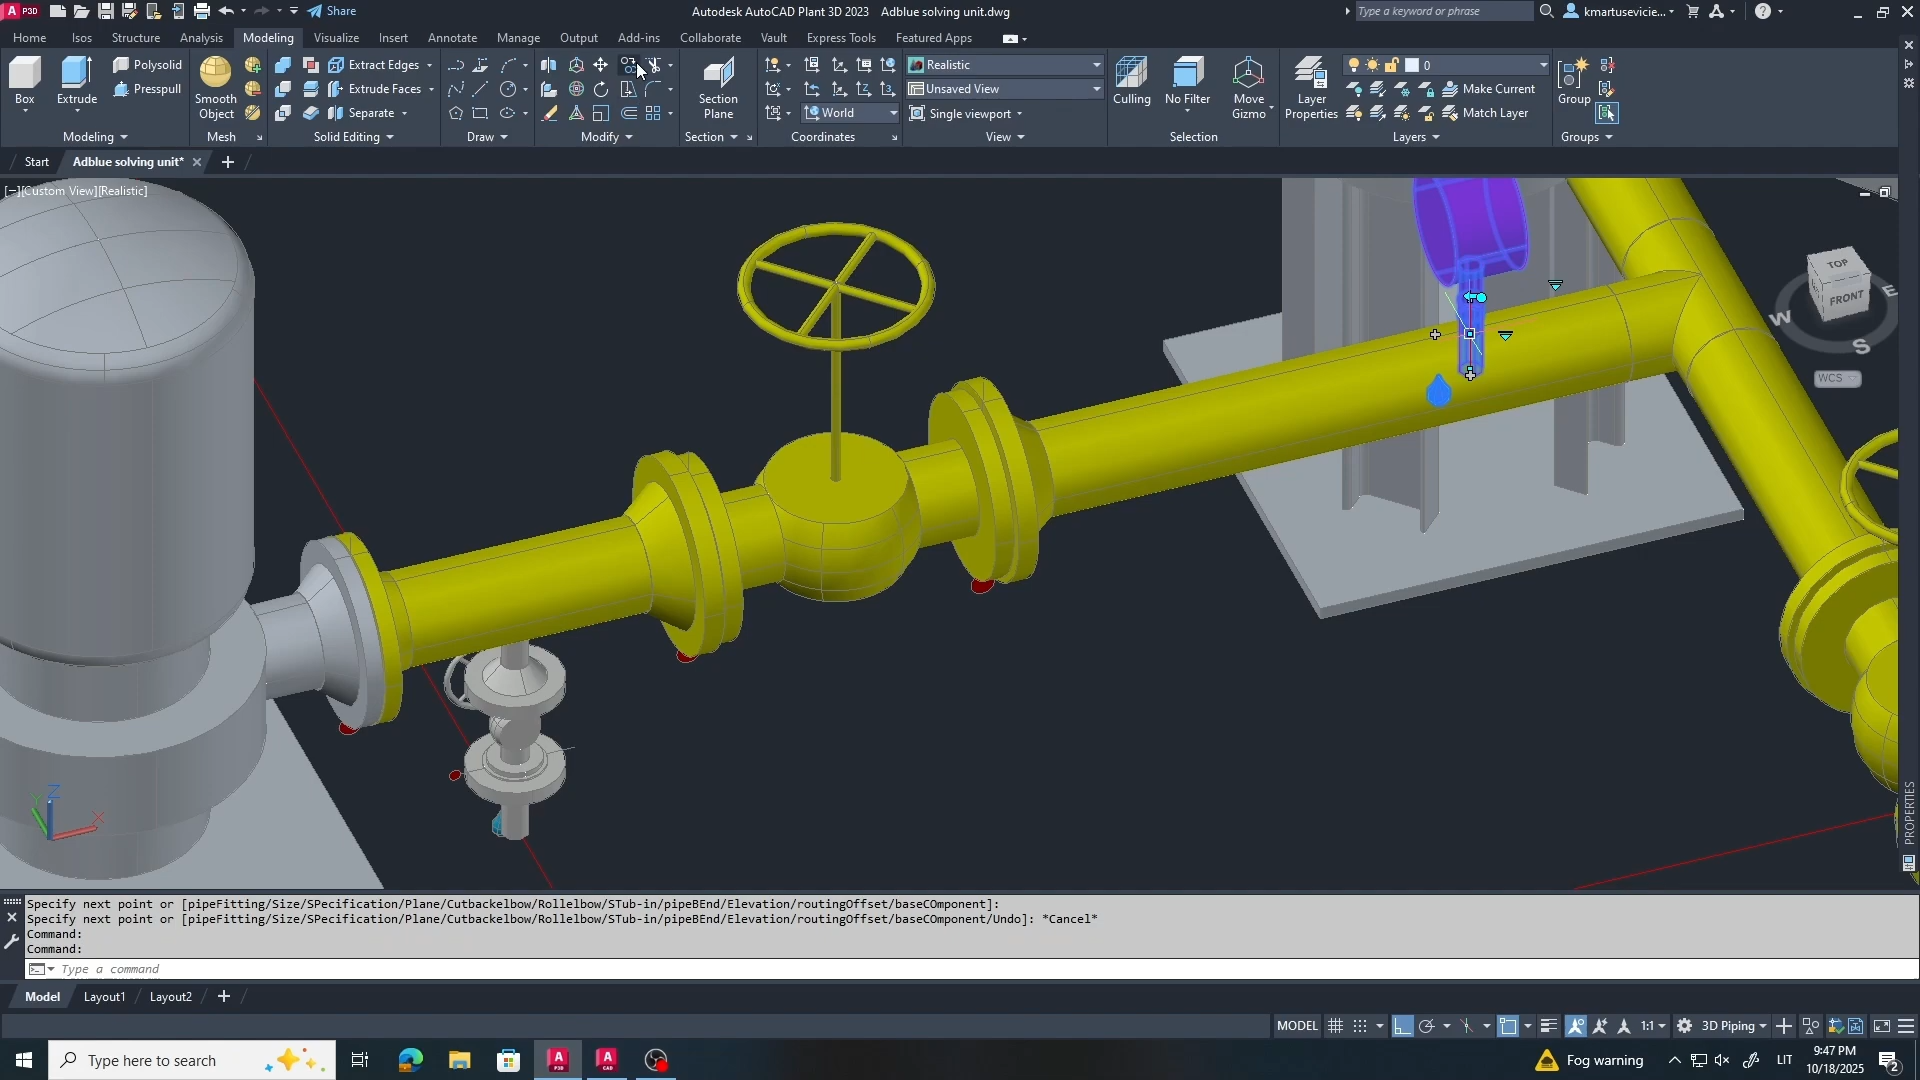 A P3D
Share
Autodesk AutoCAD Plant 3D 2023 Adblue solving unit.dwg
Type a keyword or phrase
kmartusevicie...
Home Isos Structure Analysis Modeling Visualize Insert Annotate Manage Output Add-ins Collaborate Vault Express Tools Featured Apps
Box
Extrude
Polysolid
Presspull
Smooth Object
Extract Edges
Extrude Faces
Separate
Section Plane
World
Realistic
Unsaved View
Single viewport
Culling
No Filter
Move Gizmo
Layer Properties
0
Make Current
Match Layer
Group
Modeling Mesh Solid Editing Draw Modify Section Coordinates View Selection Layers Groups
Start Adblue solving unit*
[−][Custom View][Realistic]
TOP
FRONT
W
E
S
WCS
PROPERTIES
Z
Y
X
Specify next point or [pipeFitting/Size/SPecification/Plane/Cutbackelbow/Rollelbow/STub-in/pipeBEnd/Elevation/routingOffset/baseCOmponent]:
Specify next point or [pipeFitting/Size/SPecification/Plane/Cutbackelbow/Rollelbow/STub-in/pipeBEnd/Elevation/routingOffset/baseCOmponent/Undo]: *Cancel*
Command:
Command:
Type a command
Model Layout1 Layout2
MODEL
1:1
3D Piping
Type here to search
Fog warning
LIT
9:47 PM
10/18/2025
2